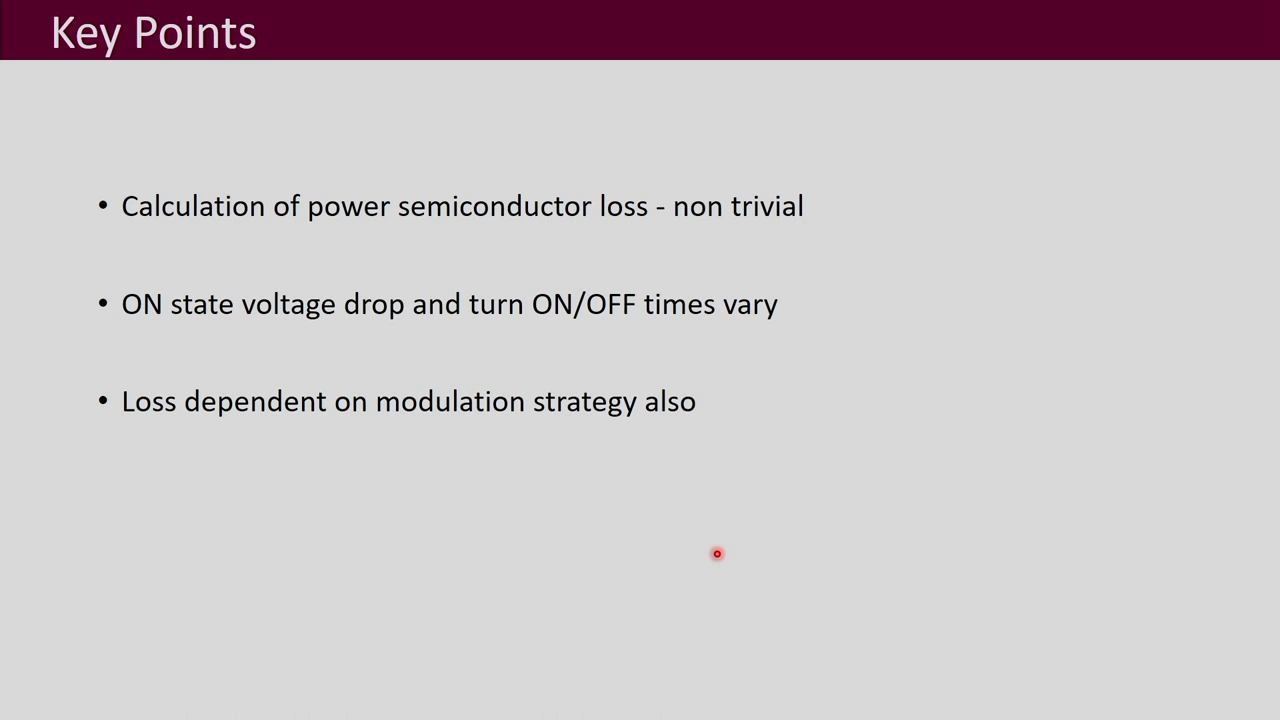 Key Points
• Calculation of power semiconductor loss - non trivial
• ON state voltage drop and turn ON/OFF times vary
• Loss dependent on modulation strategy also